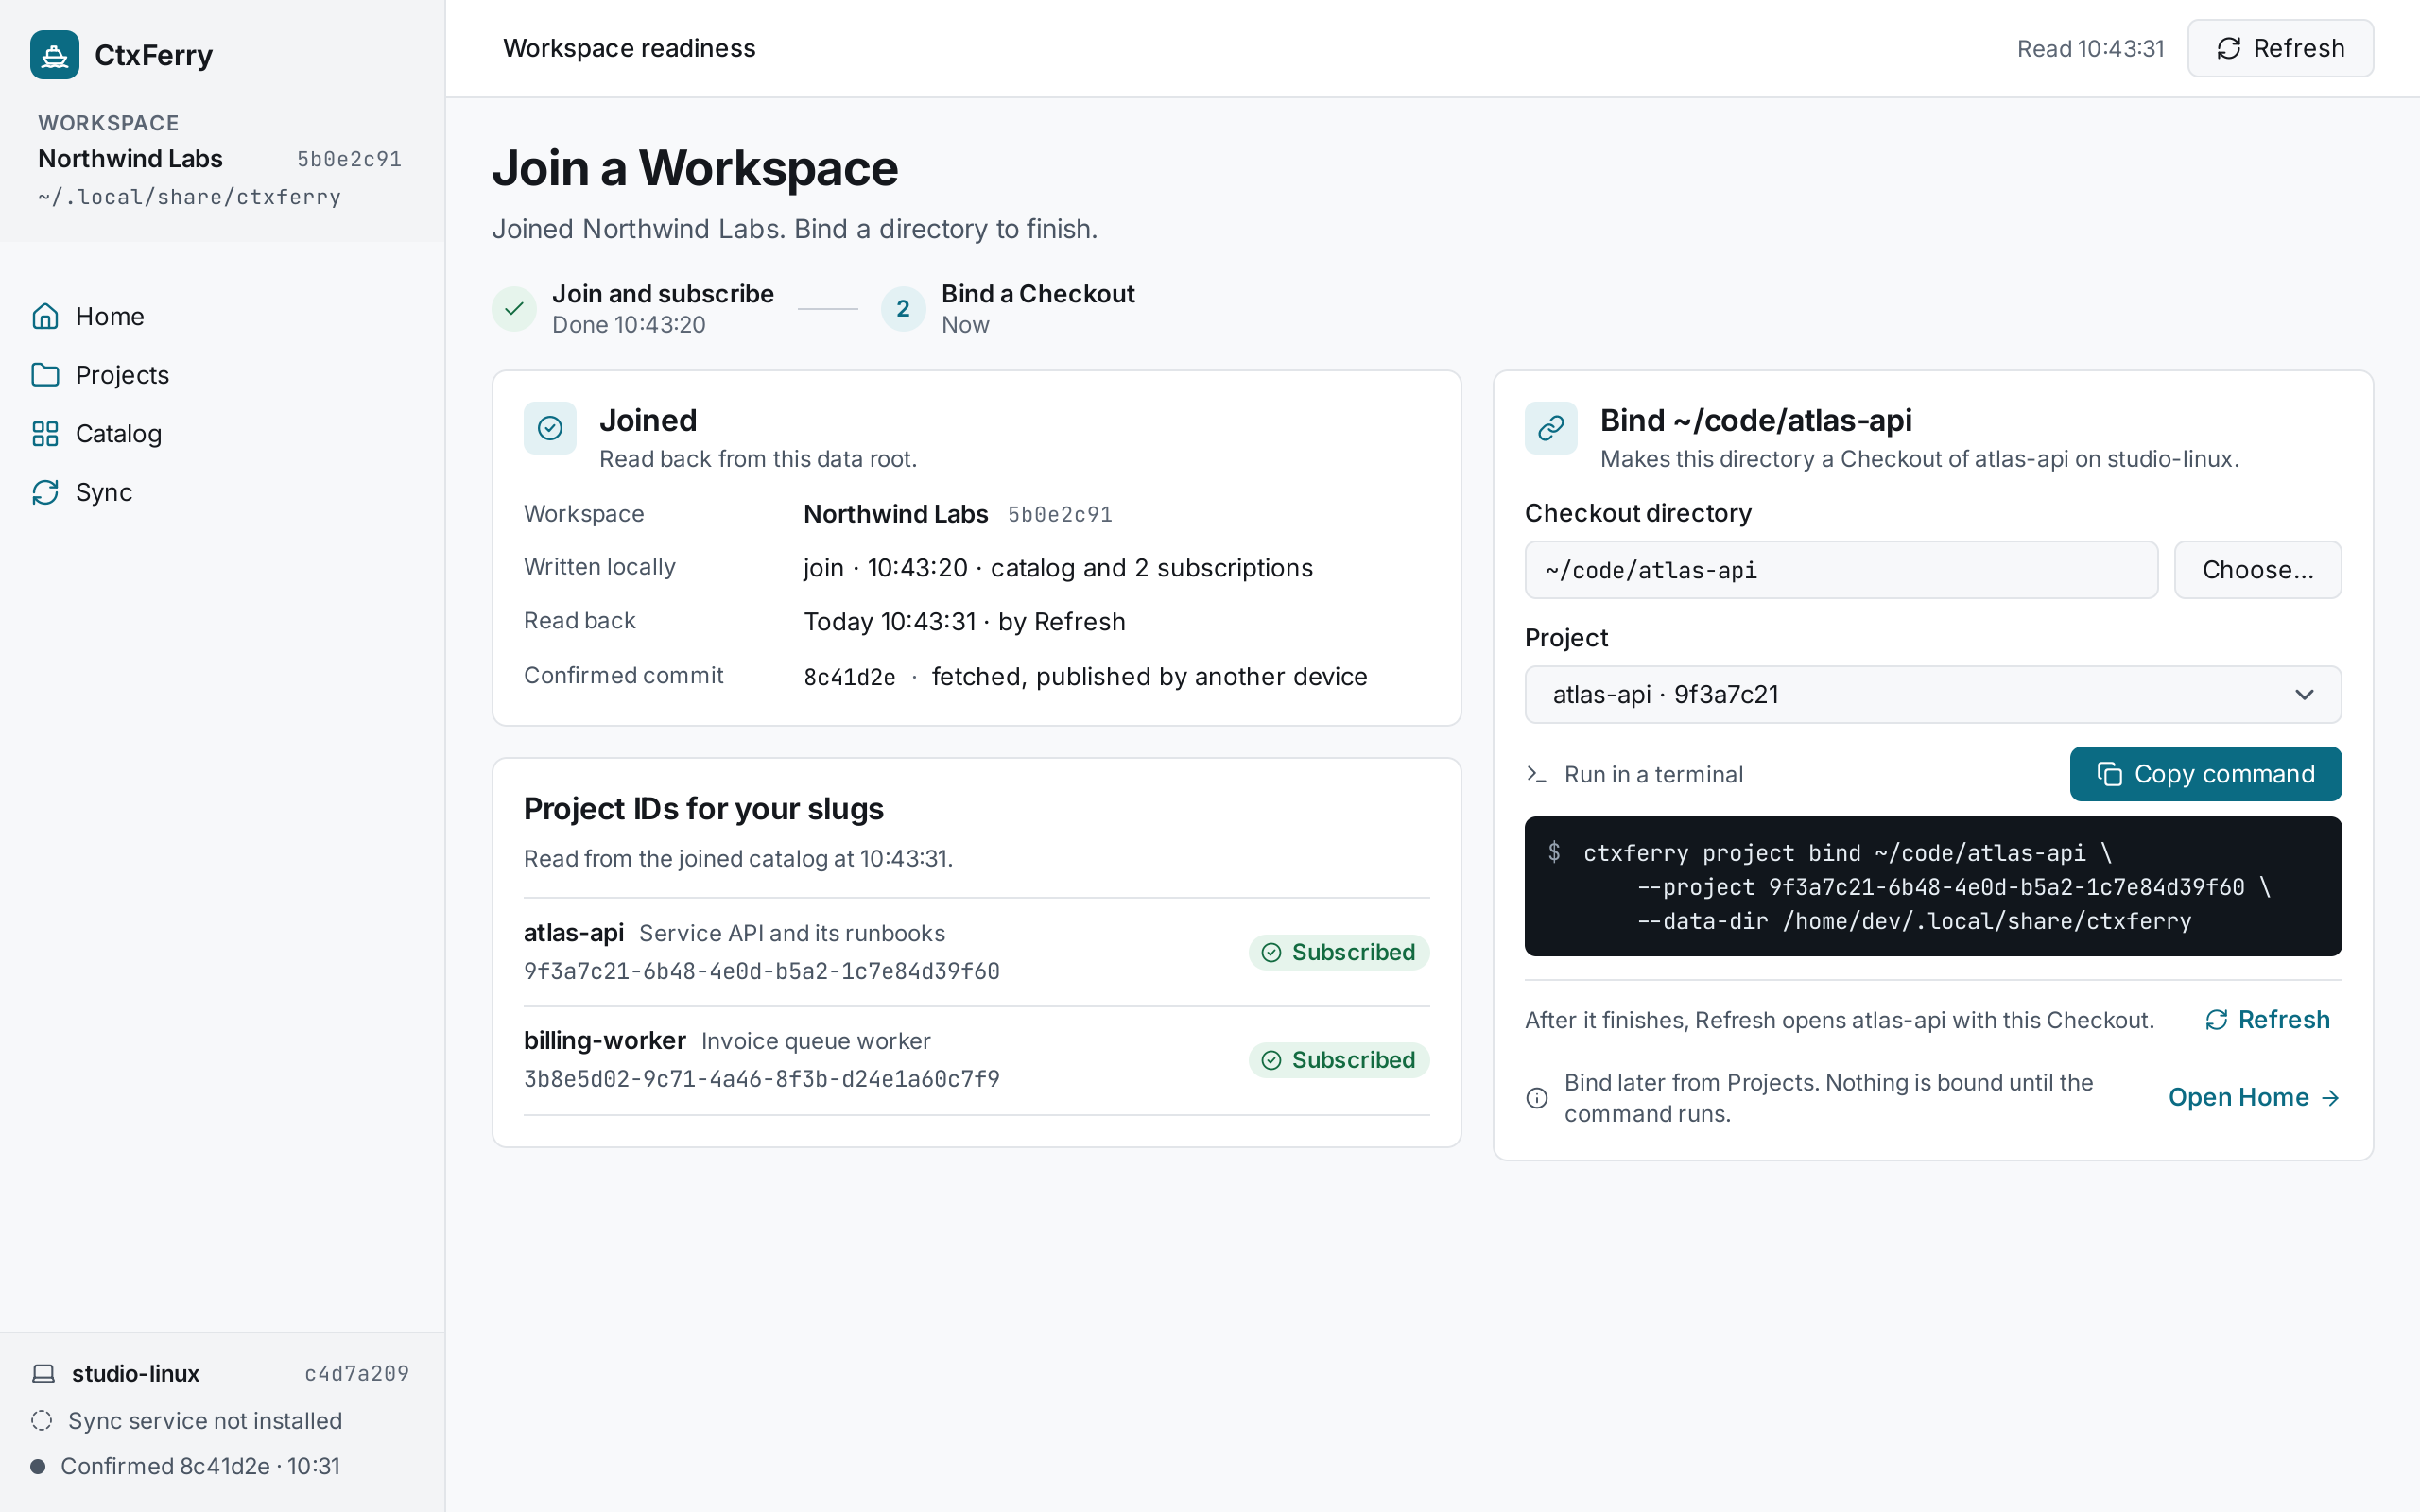 CtxFerry
WORKSPACE
Northwind Labs 5b0e2c91
~/.local/share/ctxferry
Home
Projects
Catalog
Sync
studio-linux c4d7a209
Sync service not installed
Confirmed 8c41d2e · 10:31
Workspace readiness
Read 10:43:31
Refresh
Join a Workspace
Joined Northwind Labs. Bind a directory to finish.
Join and subscribe
Done 10:43:20
2
Bind a Checkout
Now
Joined
Read back from this data root.
Workspace Northwind Labs 5b0e2c91
Written locally join · 10:43:20 · catalog and 2 subscriptions
Read back Today 10:43:31 · by Refresh
Confirmed commit 8c41d2e · fetched, published by another device
Project IDs for your slugs
Read from the joined catalog at 10:43:31.
atlas-api Service API and its runbooks
9f3a7c21-6b48-4e0d-b5a2-1c7e84d39f60
Subscribed
billing-worker Invoice queue worker
3b8e5d02-9c71-4a46-8f3b-d24e1a60c7f9
Subscribed
Bind ~/code/atlas-api
Makes this directory a Checkout of atlas-api on studio-linux.
Checkout directory
~/code/atlas-api
Choose...
Project
atlas-api · 9f3a7c21
Run in a terminal
Copy command
$ ctxferry project bind ~/code/atlas-api \
--project 9f3a7c21-6b48-4e0d-b5a2-1c7e84d39f60 \
--data-dir /home/dev/.local/share/ctxferry
After it finishes, Refresh opens atlas-api with this Checkout.
Refresh
Bind later from Projects. Nothing is bound until the
command runs.
Open Home →